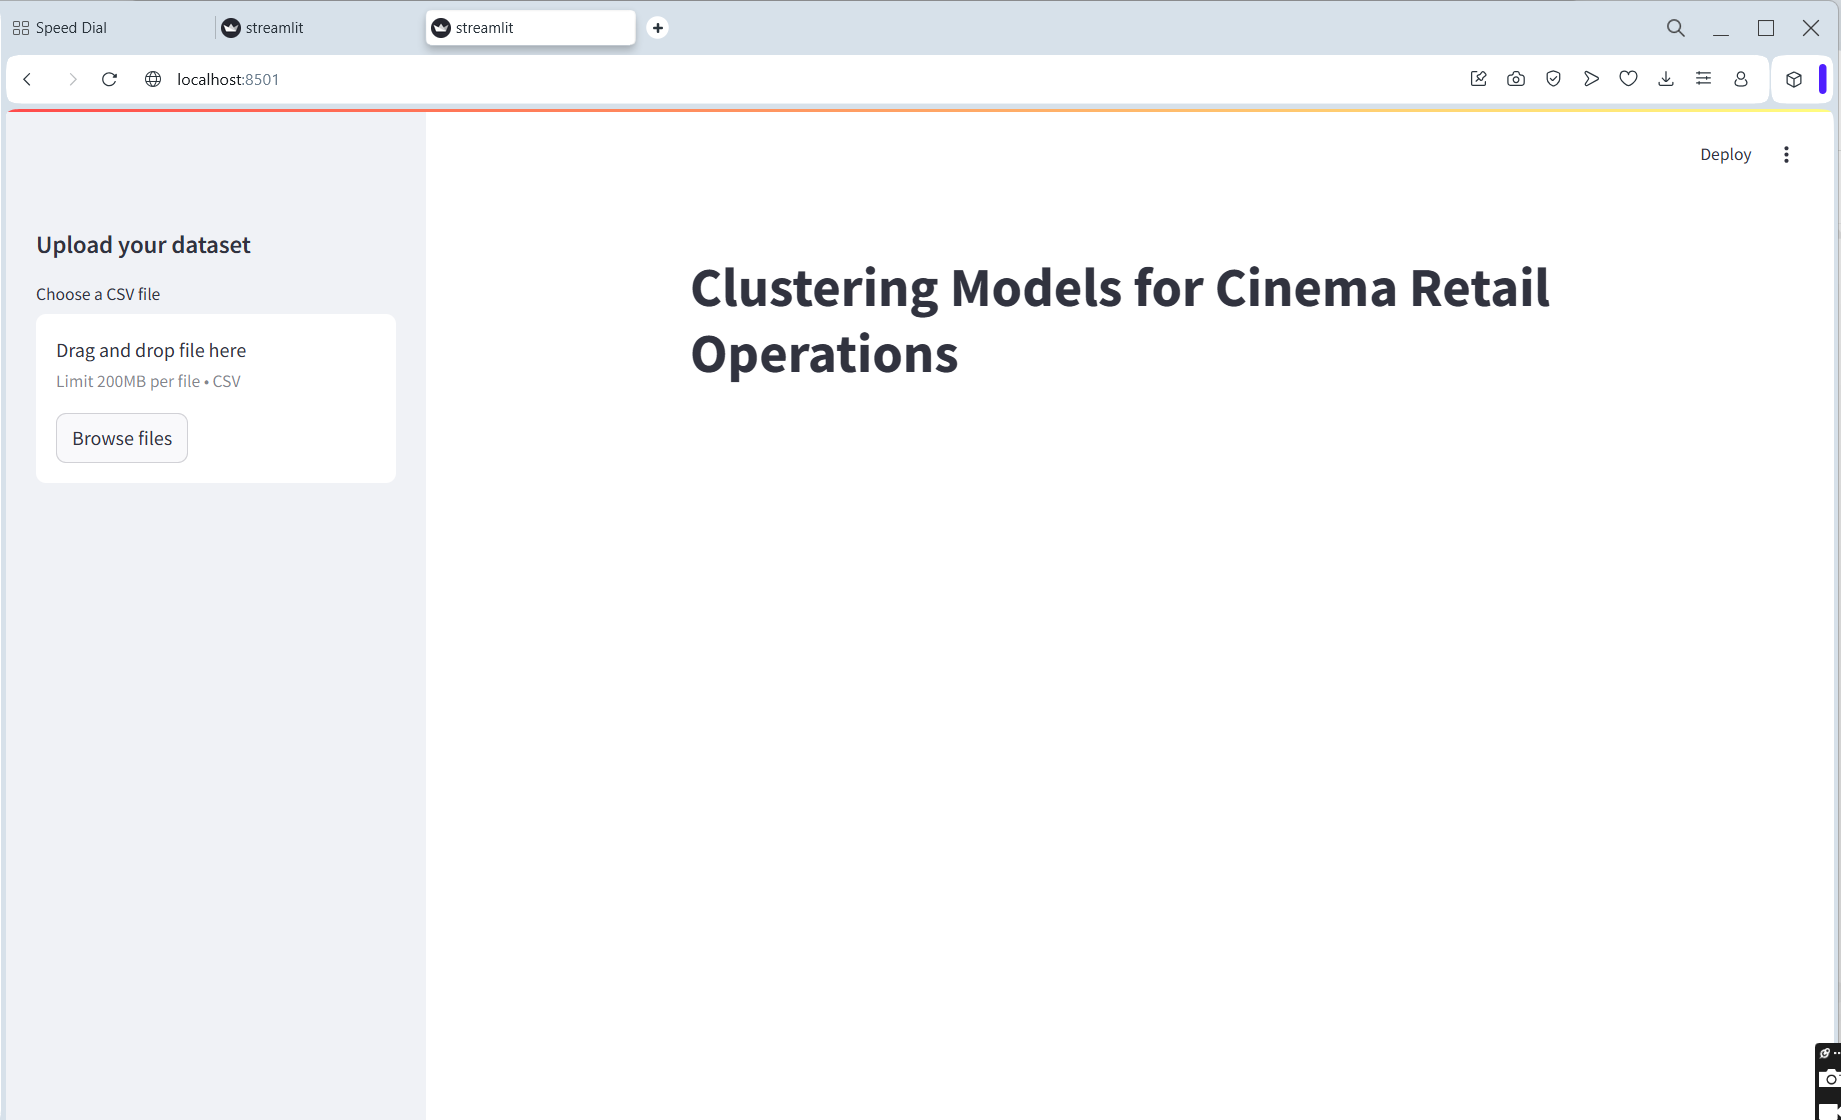 Speed Dial
streamlit
streamlit
localhost:8501
Deploy
Upload your dataset
Choose a CSV file
Drag and drop file here
Limit 200MB per file • CSV
Browse files
Clustering Models for Cinema Retail
Operations